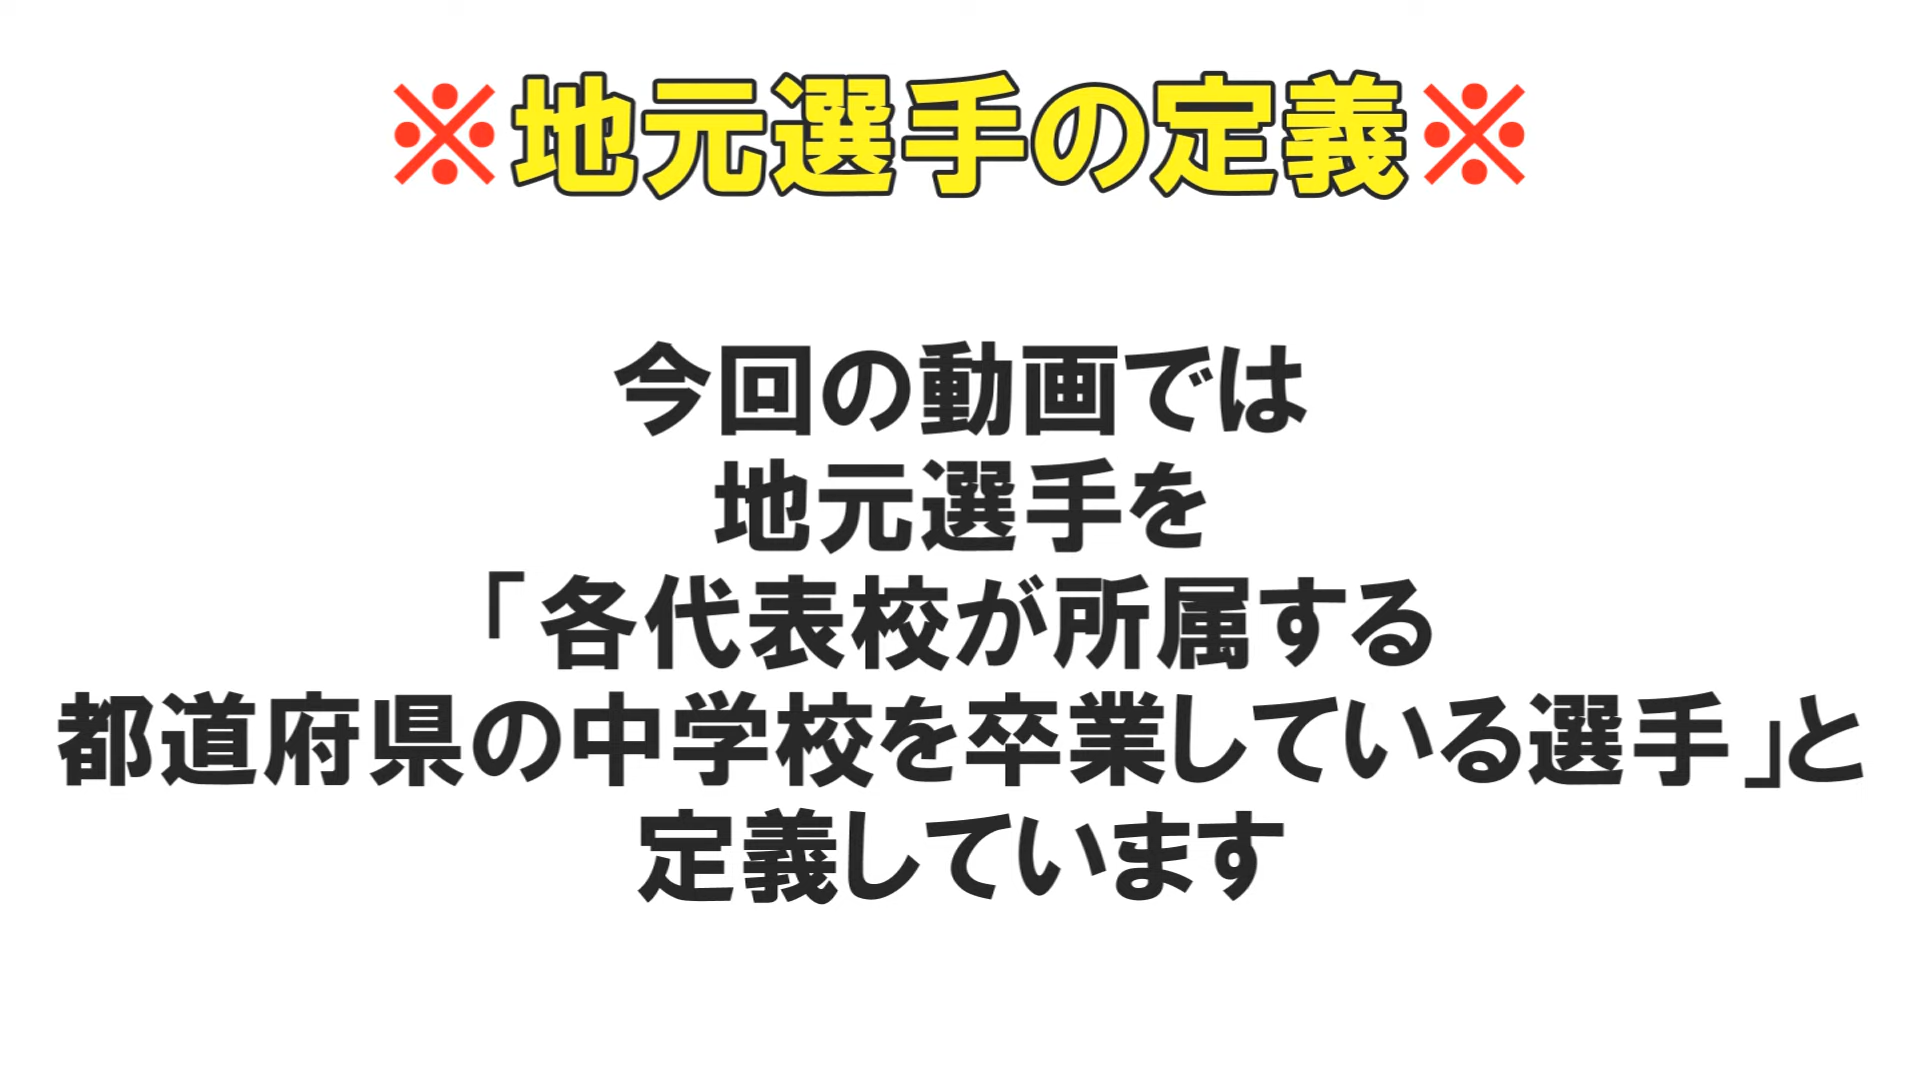 ※地元選手の定義※
今回の動画では
地元選手を
「各代表校が所属する
都道府県の中学校を卒業している選手」と
定義しています